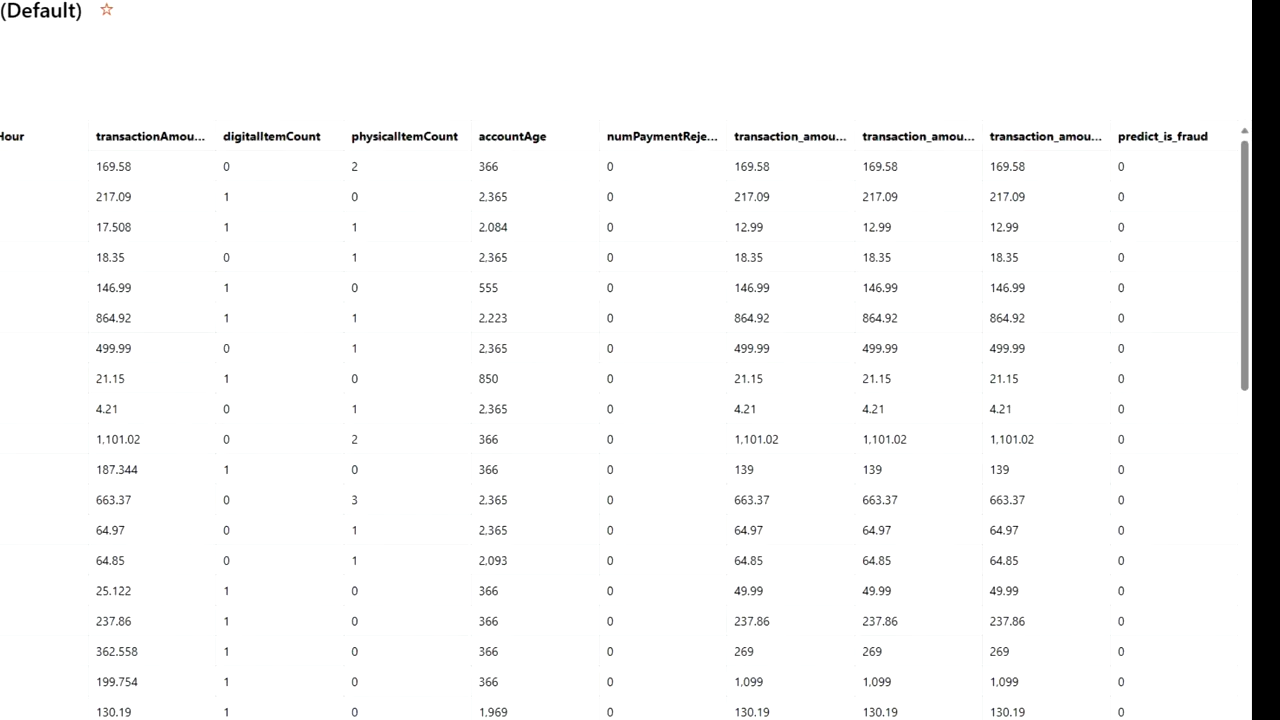 (Default) ☆
Hour transactionAmou... digitalItemCount physicalItemCount accountAge numPaymentReje... transaction_amou... transaction_amou... transaction_amou... predict_is_fraud
169.58 0 2 366 0 169.58 169.58 169.58 0
217.09 1 0 2,365 0 217.09 217.09 217.09 0
17.508 1 1 2,084 0 12.99 12.99 12.99 0
18.35 0 1 2,365 0 18.35 18.35 18.35 0
146.99 1 0 555 0 146.99 146.99 146.99 0
864.92 1 1 2,223 0 864.92 864.92 864.92 0
499.99 0 1 2,365 0 499.99 499.99 499.99 0
21.15 1 0 850 0 21.15 21.15 21.15 0
4.21 0 1 2,365 0 4.21 4.21 4.21 0
1,101.02 0 2 366 0 1,101.02 1,101.02 1,101.02 0
187.344 1 0 366 0 139 139 139 0
663.37 0 3 2,365 0 663.37 663.37 663.37 0
64.97 0 1 2,365 0 64.97 64.97 64.97 0
64.85 0 1 2,093 0 64.85 64.85 64.85 0
25.122 1 0 366 0 49.99 49.99 49.99 0
237.86 1 0 366 0 237.86 237.86 237.86 0
362.558 1 0 366 0 269 269 269 0
199.754 1 0 366 0 1,099 1,099 1,099 0
130.19 1 0 1,969 0 130.19 130.19 130.19 0